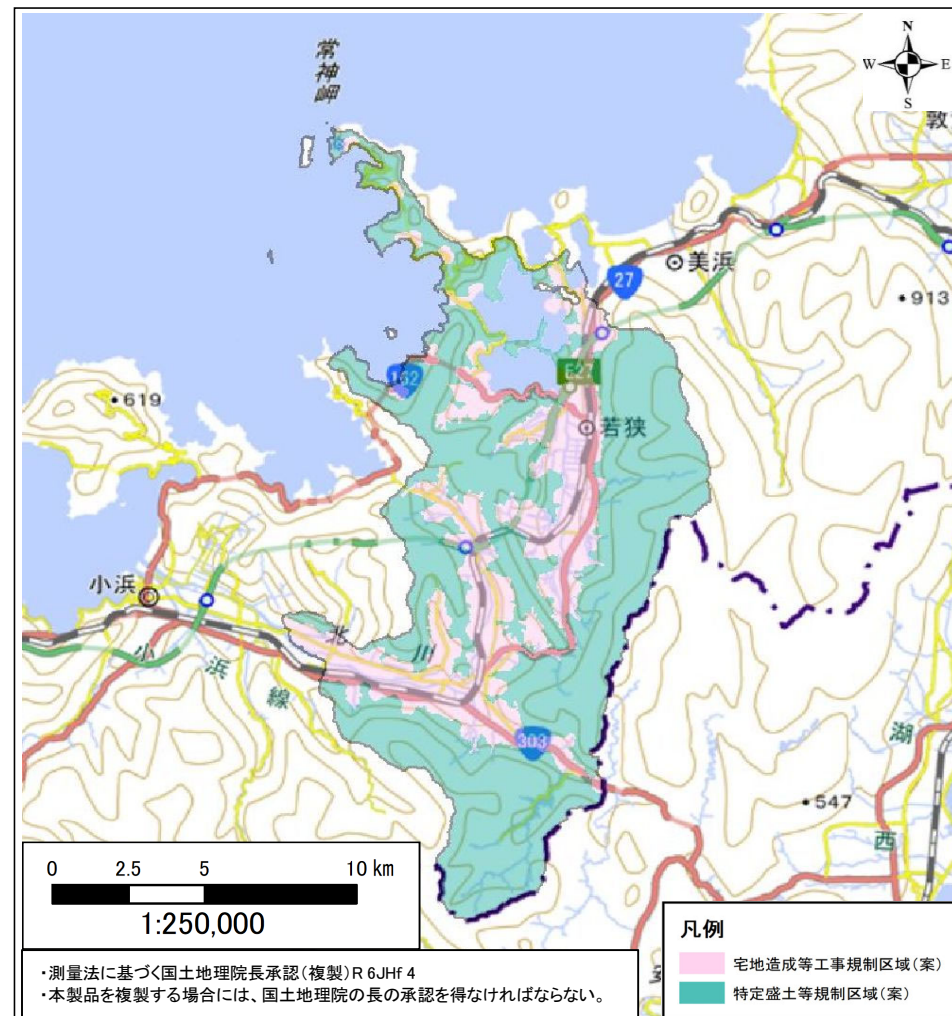 常神岬
N
W
E
S
敦
美浜
27
913
162
619
E27
若狭
小浜
北川
小浜線
303
湖西
547
0 2.5 5 10 km
1:250,000
凡例
宅地造成等工事規制区域(案)
特定盛土等規制区域(案)
・測量法に基づく国土地理院長承認(複製)R 6JHf 4
・本製品を複製する場合には、国土地理院の長の承認を得なければならない。